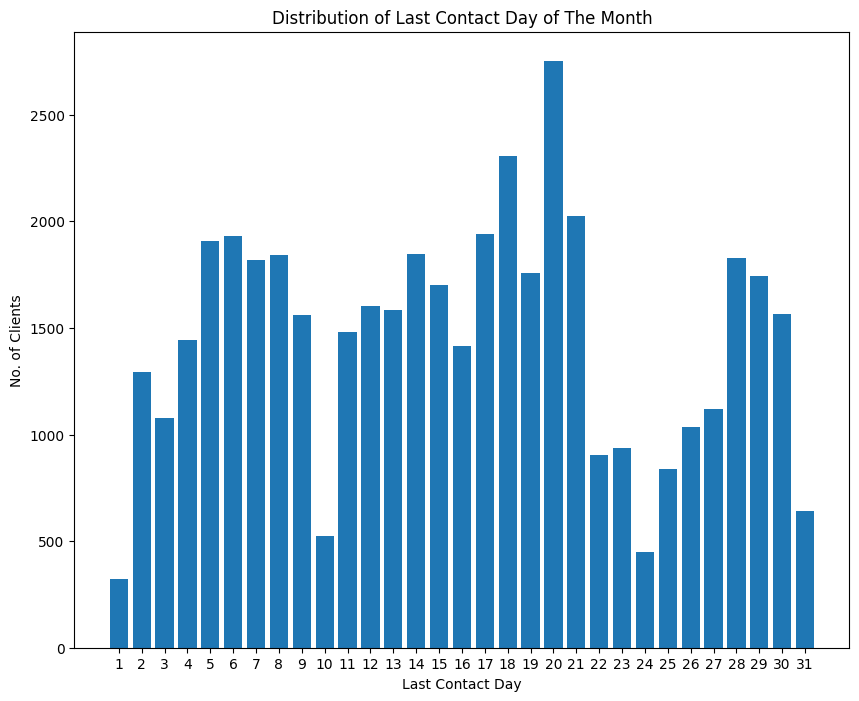 Distribution of Last Contact Day of The Month
No. of Clients
2500
2000
1500
1000
500
0
1 2 3 4 5 6 7 8 9 10 11 12 13 14 15 16 17 18 19 20 21 22 23 24 25 26 27 28 29 30 31
Last Contact Day